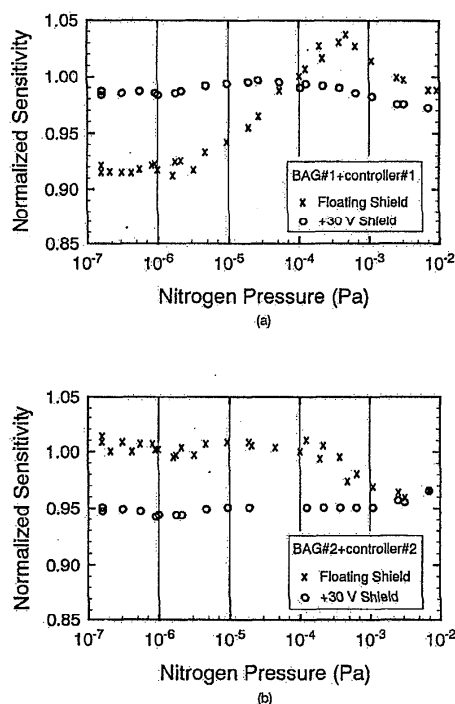 Normalized Sensitivity
1.05
1.00
0.95
0.90
0.85
BAG#1+controller#1
x Floating Shield
o +30 V Shield
10-7 10-6 10-5 10-4 10-3 10-2
Nitrogen Pressure (Pa)
(a)
Normalized Sensitivity
1.05
1.00
0.95
0.90
0.85
BAG#2+controller#2
x Floating Shield
o +30 V Shield
10-7 10-6 10-5 10-4 10-3 10-2
Nitrogen Pressure (Pa)
(b)